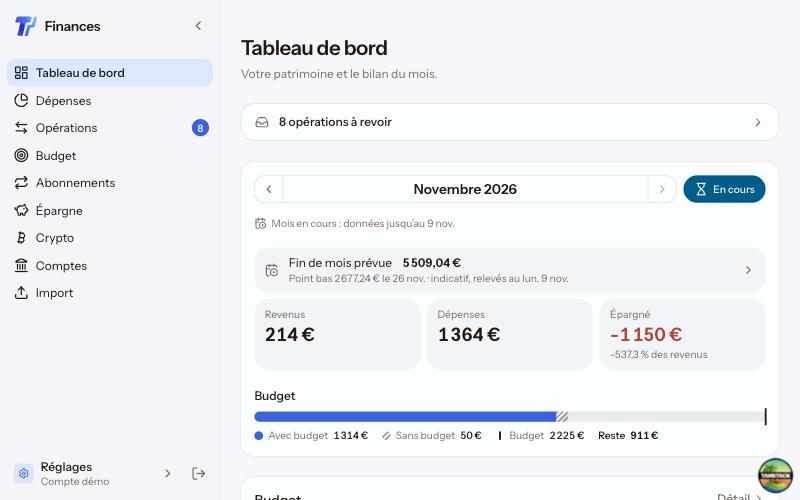 Finances
Tableau de bord
Dépenses
Opérations 8
Budget
Abonnements
Épargne
Crypto
Comptes
Import
Réglages
Compte démo
Tableau de bord
Votre patrimoine et le bilan du mois.
8 opérations à revoir
Novembre 2026
En cours
Mois en cours : données jusqu'au 9 nov.
Fin de mois prévue 5 509,04 €
Point bas 2 677,24 € le 26 nov. · indicatif, relevés au lun. 9 nov.
Revenus
214 €
Dépenses
1 364 €
Épargné
-1 150 €
-537,3 % des revenus
Budget
Avec budget 1 314 € Sans budget 50 € Budget 2 225 € Reste 911 €
Budget
Détail
TANSTACK